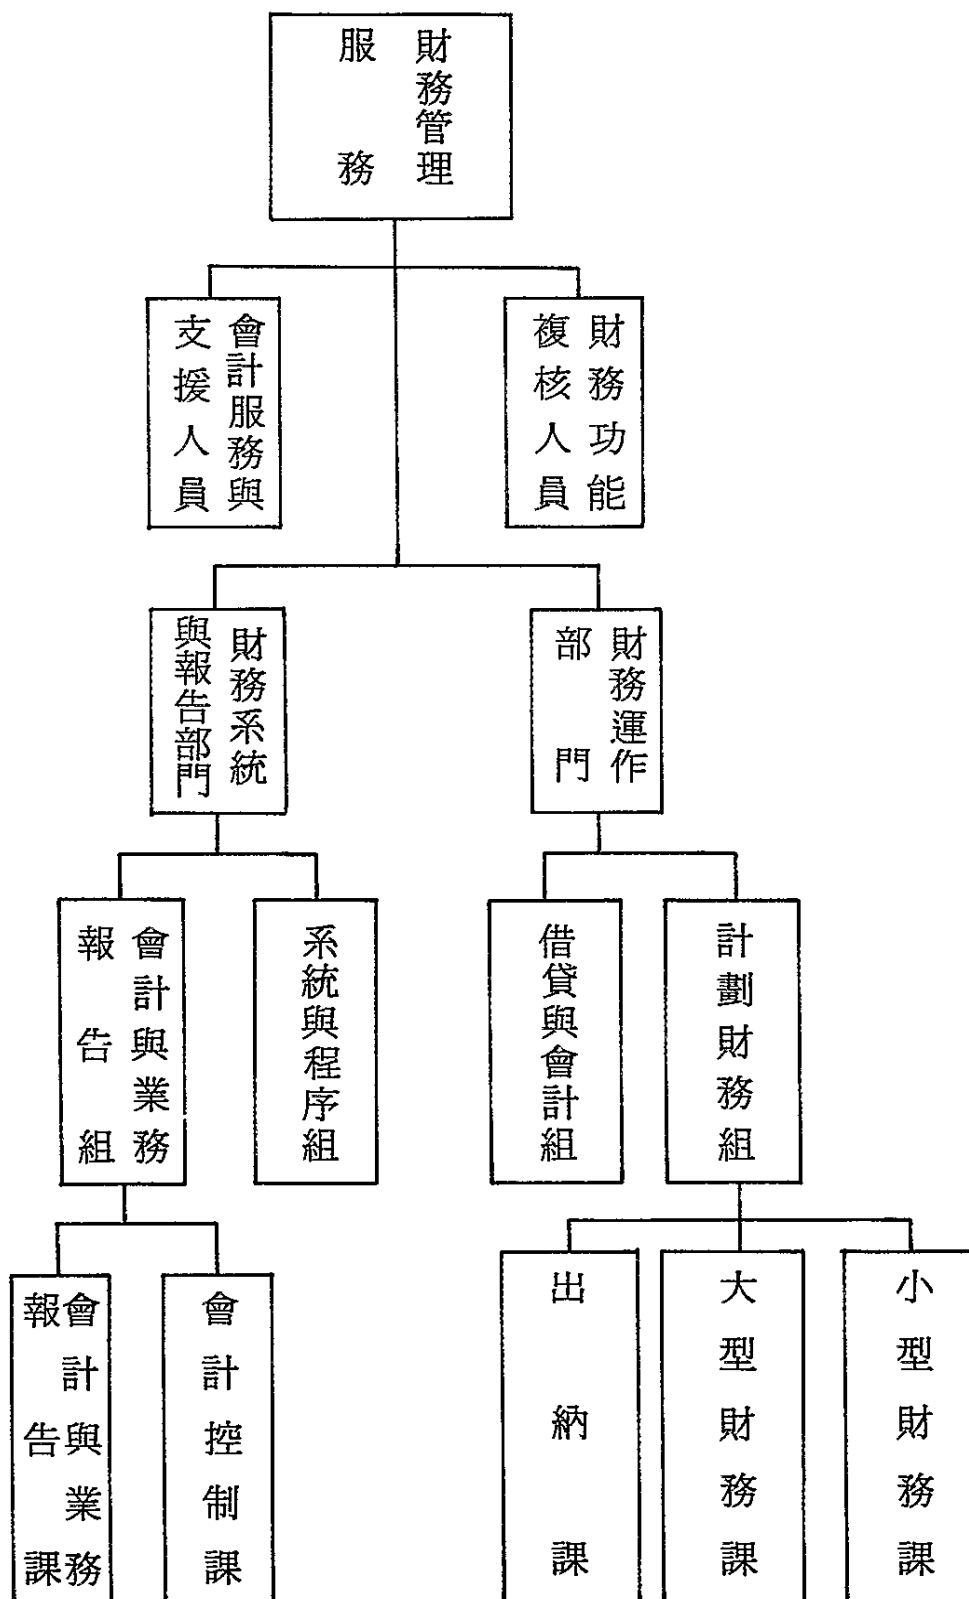 財務管理
服務
財務功能
複核人員
會計服務與
支援人員
財務運作
部門
財務系統
與報告部門
計劃財務組
借貸與會計組
系統與程序組
會計與業務
報告組
小型財務課
大型財務課
出納課
會計控制課
會計與業務
報告課